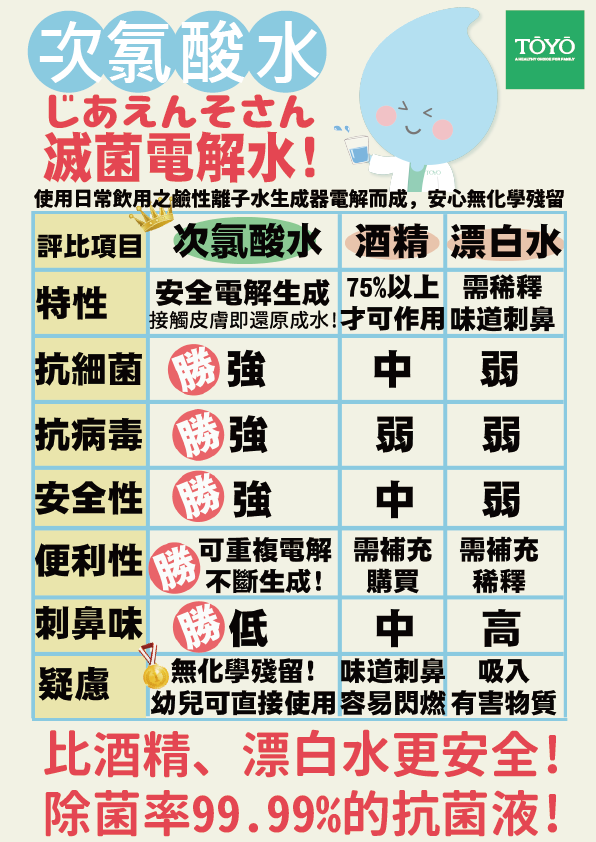 次氯酸水
TŌYŌ
A HEALTHY CHOICE FOR FAMILY
じあえんそさん
滅菌電解水!
TOYO
使用日常飲用之鹼性離子水生成器電解而成，安心無化學殘留
評比項目 次氯酸水 酒精 漂白水
特性 安全電解生成 接觸皮膚即還原成水! 75%以上 才可作用 需稀釋 味道刺鼻
抗細菌 勝 強 中 弱
抗病毒 勝 強 弱 弱
安全性 勝 強 中 弱
便利性 勝 可重複電解 不斷生成! 需補充 購買 需補充 稀釋
刺鼻味 勝 低 中 高
疑慮 無化學殘留! 幼兒可直接使用 味道刺鼻 容易閃燃 吸入 有害物質
比酒精、漂白水更安全!
除菌率99.99%的抗菌液!